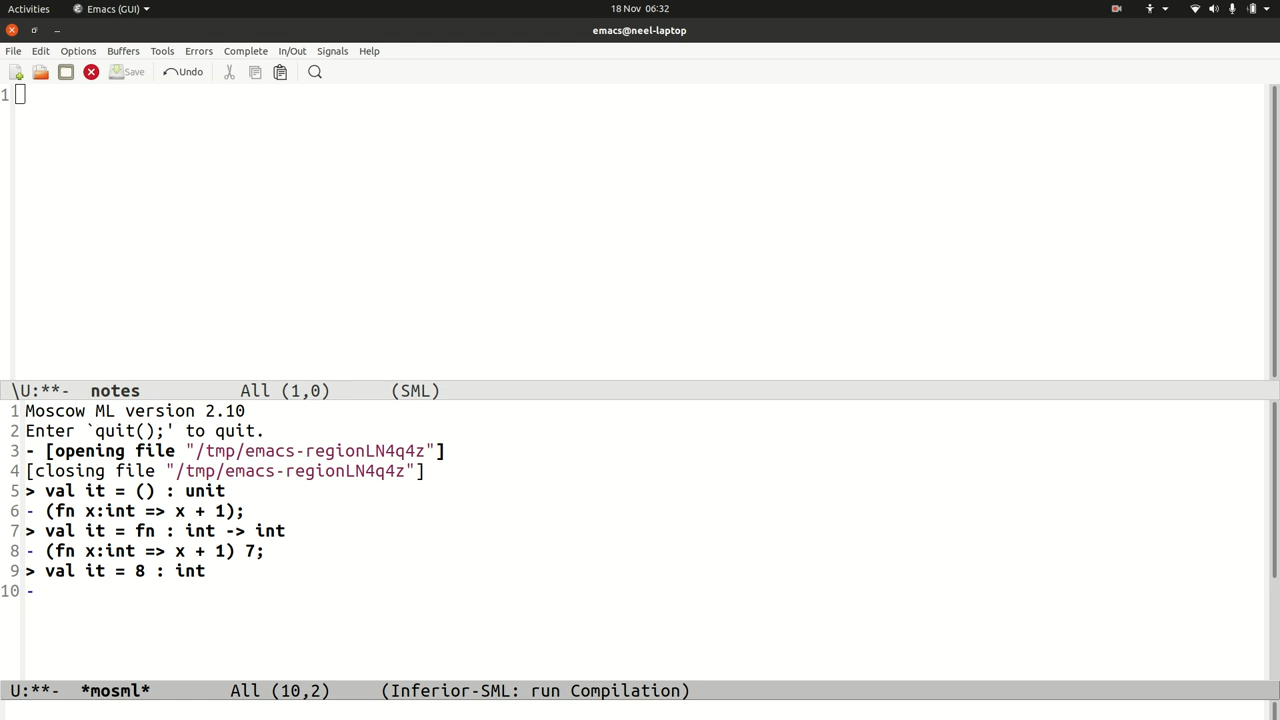 Activities Emacs (GUI) 18 Nov 06:32
emacs@neel-laptop
File Edit Options Buffers Tools Errors Complete In/Out Signals Help
Save Undo
1
\U:**- notes All (1,0) (SML)
1 Moscow ML version 2.10
2 Enter `quit();' to quit.
3 - [opening file "/tmp/emacs-regionLN4q4z"]
4 [closing file "/tmp/emacs-regionLN4q4z"]
5 > val it = () : unit
6 - (fn x:int => x + 1);
7 > val it = fn : int -> int
8 - (fn x:int => x + 1) 7;
9 > val it = 8 : int
10 -
U:**- *mosml* All (10,2) (Inferior-SML: run Compilation)